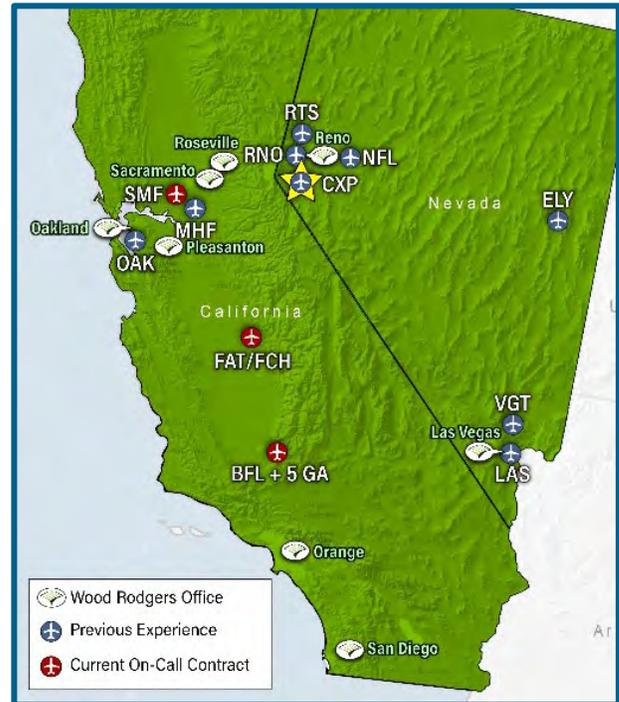 RTS
Roseville
RNO
Reno
NFL
Sacramento
CXP
SMF
ELY
Nevada
Oakland
MHF
Pleasanton
OAK
California
FAT/FCH
VGT
Las Vegas
LAS
BFL + 5 GA
Orange
Wood Rodgers Office
Previous Experience
San Diego
Ar
Current On-Call Contract